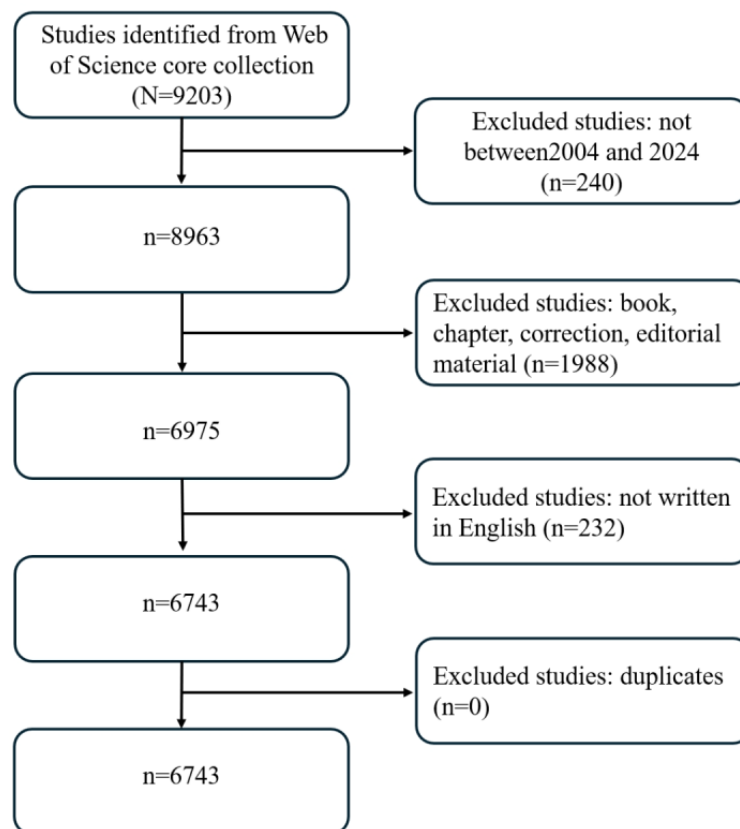 Studies identified from Web
of Science core collection
(N=9203)
Excluded studies: not
between2004 and 2024
(n=240)
n=8963
Excluded studies: book,
chapter, correction, editorial
material (n=1988)
n=6975
Excluded studies: not written
in English (n=232)
n=6743
Excluded studies: duplicates
(n=0)
n=6743